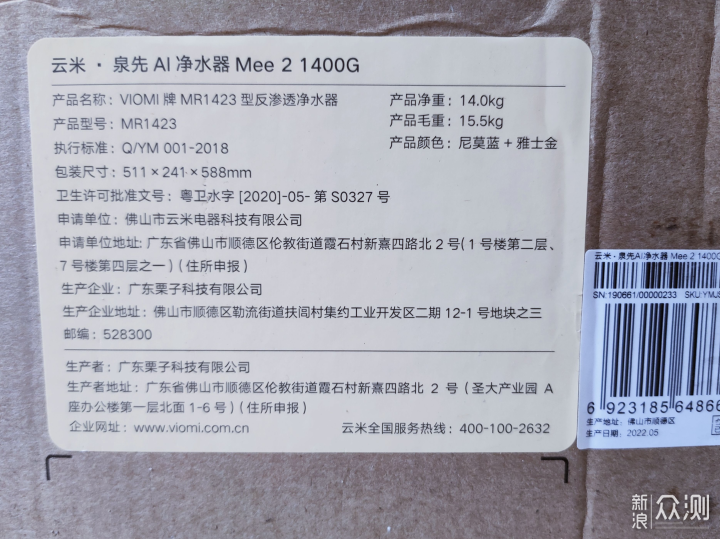 云米·泉先 AI 净水器 Mee 2 1400G
产品名称：VIOMI 牌 MR1423 型反渗透净水器
产品型号：MR1423
执行标准：Q/YM 001-2018
包装尺寸：511×241×588mm
产品净重：14.0kg
产品毛重：15.5kg
产品颜色：尼莫蓝 + 雅士金
卫生许可批准文号：粤卫水字 [2020]-05- 第 S0327 号
申请单位：佛山市云米电器科技有限公司
申请单位地址：广东省佛山市顺德区伦教街道霞石村新熹四路北 2 号(1 号楼第二层、
7 号楼第四层之一)(住所申报)
生产企业：广东栗子科技有限公司
生产企业地址：佛山市顺德区勒流街道扶闾村集约工业开发区二期 12-1 号地块之三
邮编：528300
生产者：广东栗子科技有限公司
生产者地址：广东省佛山市顺德区伦教街道霞石村新熹四路北 2 号（圣大产业园 A
座办公楼第一层北面 1-6 号）(住所申报)
企业网址：www.viomi.com.cn
云米全国服务热线：400-100-2632
云米·泉先AI净水器 Mee 2 1400G
SN:190661/00000233 SKU:YMJS
6 923185 64866
生产地址：佛山市顺德区
生产日期：2022.05
新浪众测